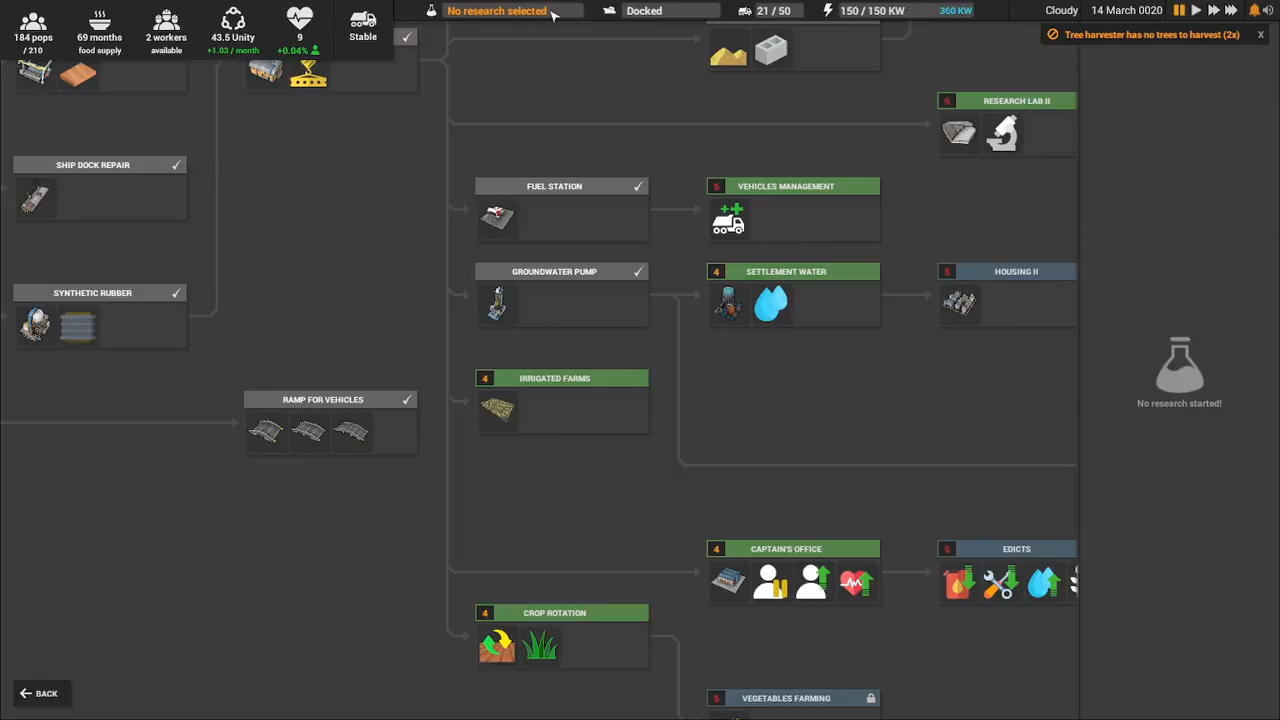 184 pops
/ 210
69 months
food supply
2 workers
available
43.5 Unity
+1.03 / month
9
+0.04%
Stable
No research selected
Docked
21 / 50
150 / 150 KW
360 KW
Cloudy
14 March 0020
Tree harvester has no trees to harvest (2x)
X
5 RESEARCH LAB II
SHIP DOCK REPAIR
FUEL STATION
5 VEHICLES MANAGEMENT
GROUNDWATER PUMP
4 SETTLEMENT WATER
5 HOUSING II
SYNTHETIC RUBBER
4 IRRIGATED FARMS
RAMP FOR VEHICLES
No research started!
4 CAPTAIN'S OFFICE
5 EDICTS
4 CROP ROTATION
BACK
5 VEGETABLES FARMING